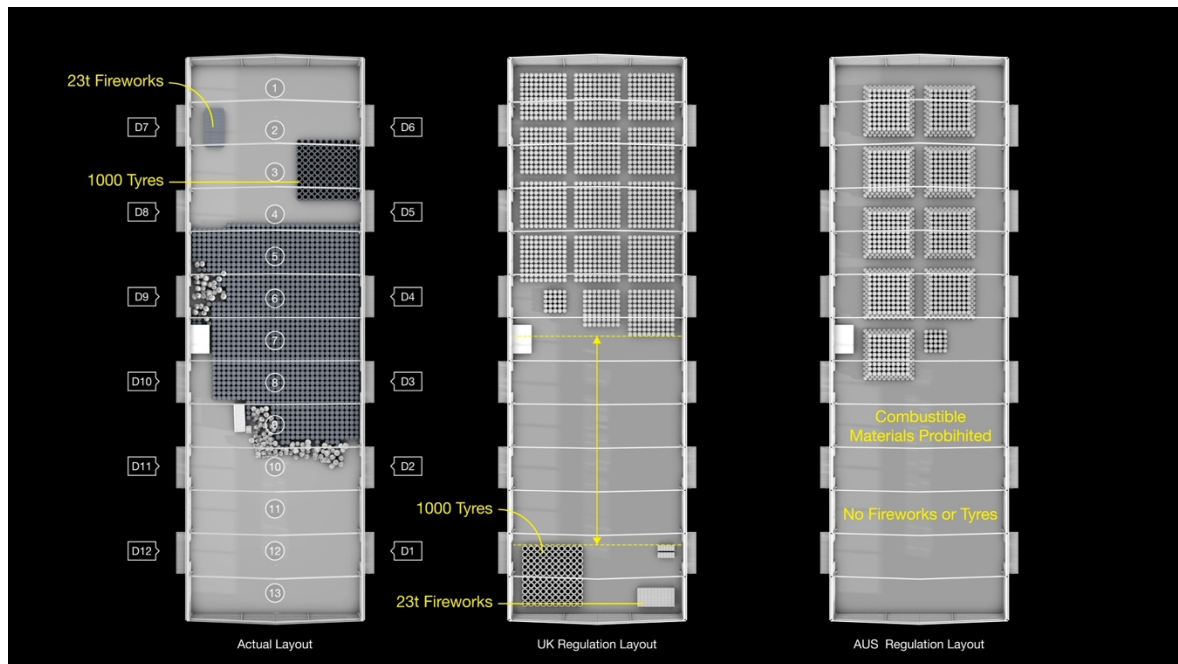 23t Fireworks
1000 Tyres
D7
D8
D9
D10
D11
D12
1
2
3
4
5
6
7
8
9
10
11
12
13
D6
D5
D4
D3
D2
D1
Actual Layout
1000 Tyres
23t Fireworks
UK Regulation Layout
Combustible
Materials Probihited
No Fireworks or Tyres
AUS Regulation Layout